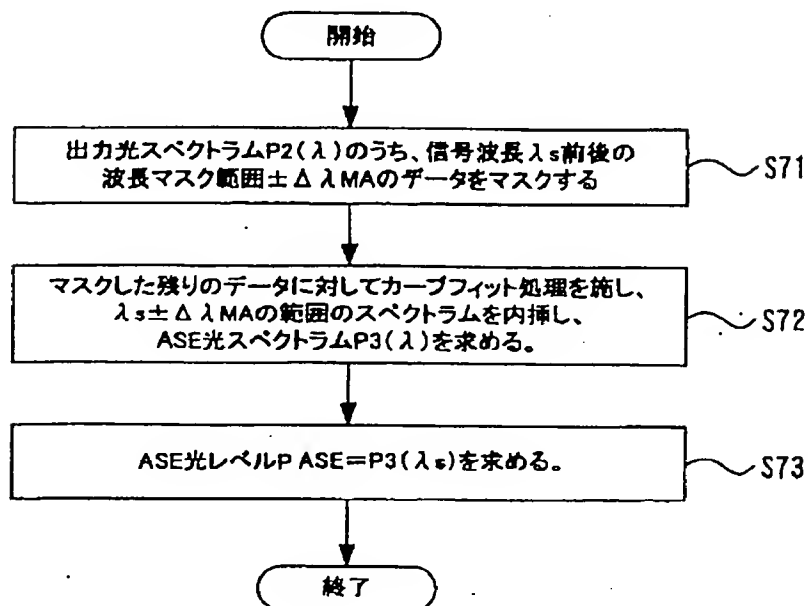 開始
出力光スペクトラムP2(λ)のうち、信号波長λs前後の
波長マスク範囲±ΔλMAのデータをマスクする
S71
マスクした残りのデータに対してカーブフィット処理を施し、
λs±ΔλMAの範囲のスペクトラムを内挿し、
ASE光スペクトラムP3(λ)を求める。
S72
ASE光レベルP ASE=P3(λs)を求める。
S73
終了